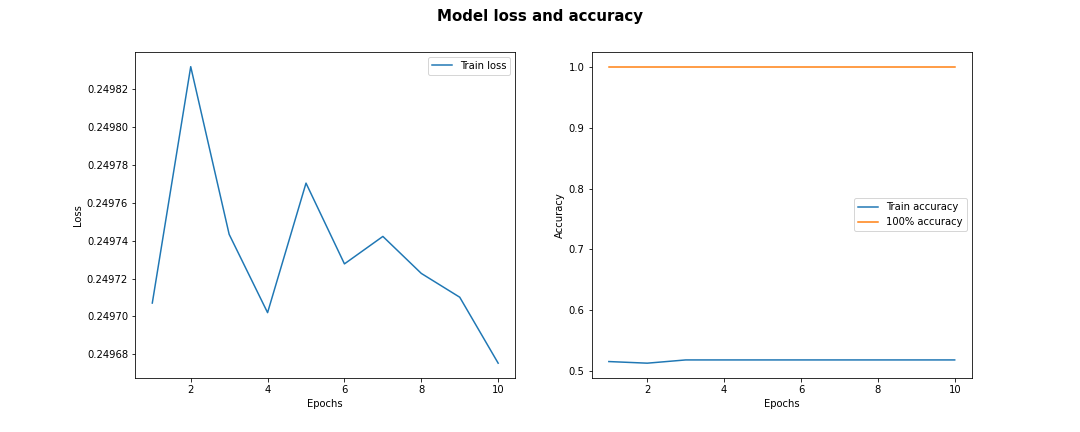 Model loss and accuracy
Train loss
0.24982
0.24980
0.24978
0.24976
0.24974
0.24972
0.24970
0.24968
Loss
2 4 6 8 10
Epochs
1.0
0.9
0.8
0.7
0.6
0.5
Accuracy
Train accuracy
100% accuracy
2 4 6 8 10
Epochs